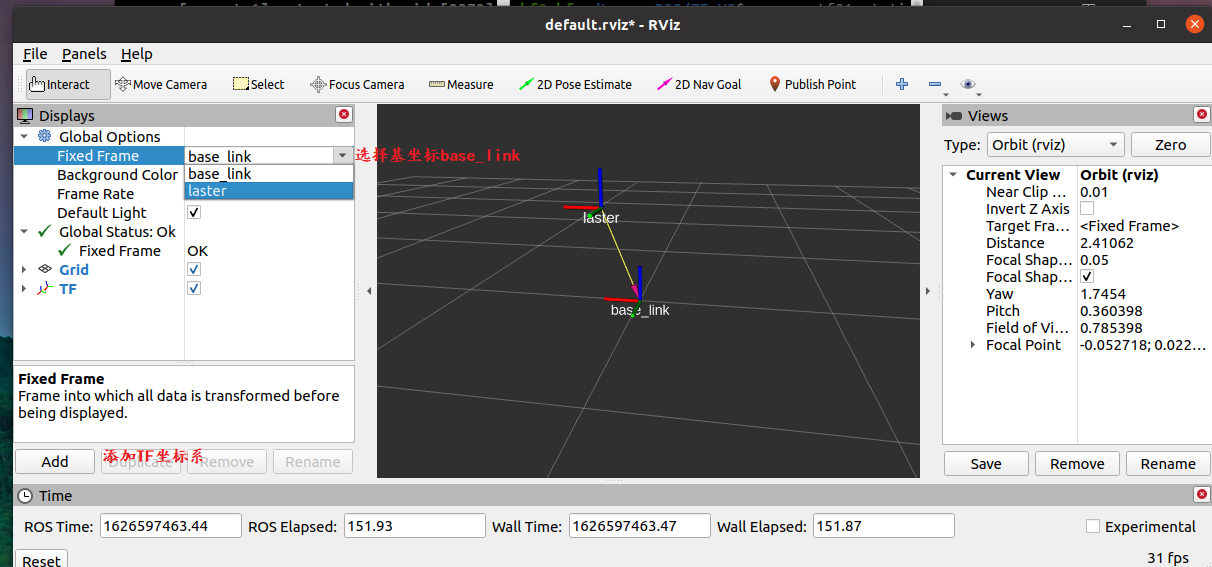 default.rviz* - RViz
File Panels Help
Interact Move Camera Select Focus Camera Measure 2D Pose Estimate 2D Nav Goal Publish Point
Displays
Global Options
Fixed Frame base_link
选择基坐标base_link
base_link
laster
Background Color
Frame Rate
Default Light
Global Status: Ok
Fixed Frame OK
Grid
TF
Fixed Frame
Frame into which all data is transformed before
being displayed.
Add Duplicate Remove Rename
添加TF坐标系
laster
base_link
Views
Type: Orbit (rviz) Zero
Current View Orbit (rviz)
Near Clip ... 0.01
Invert Z Axis
Target Fra... <Fixed Frame>
Distance 2.41062
Focal Shap... 0.05
Focal Shap...
Yaw 1.7454
Pitch 0.360398
Field of Vi... 0.785398
Focal Point -0.052718; 0.022...
Save Remove Rename
Time
ROS Time: 1626597463.44 ROS Elapsed: 151.93 Wall Time: 1626597463.47 Wall Elapsed: 151.87 Experimental
Reset 31 fps